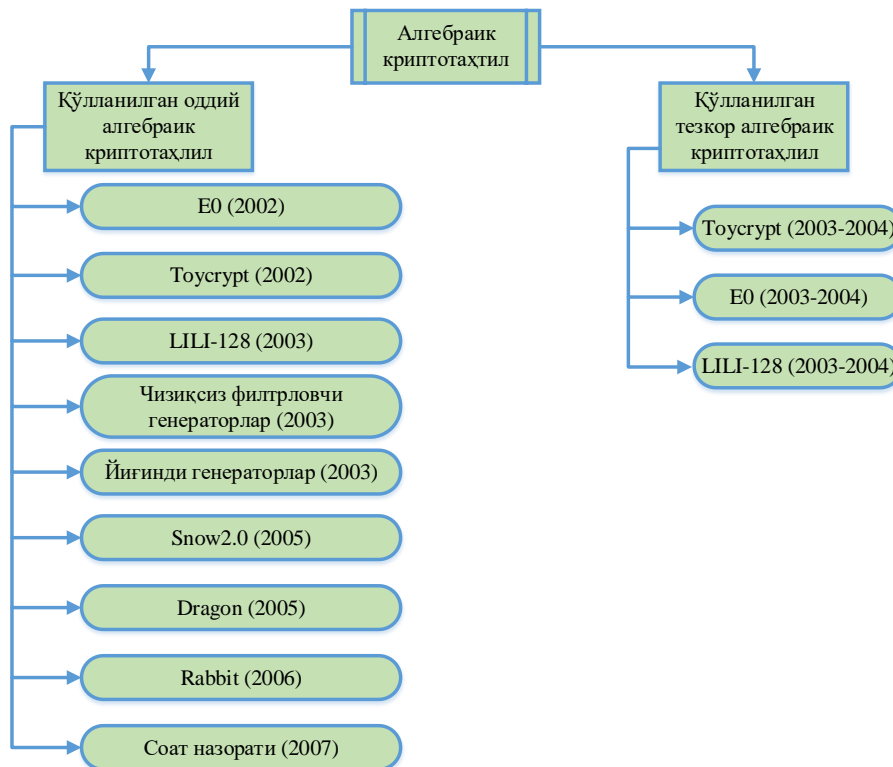 Алгебраик
криптотаҳтил
Қўлланилган оддий
алгебраик
криптотаҳлил
E0 (2002)
Toycrypt (2002)
LILI-128 (2003)
Чизиқсиз филтрловчи
генераторлар (2003)
Йиғинди генераторлар (2003)
Snow2.0 (2005)
Dragon (2005)
Rabbit (2006)
Соат назорати (2007)
Қўлланилган
тезкор алгебраик
криптотаҳлил
Toycrypt (2003-2004)
E0 (2003-2004)
LILI-128 (2003-2004)